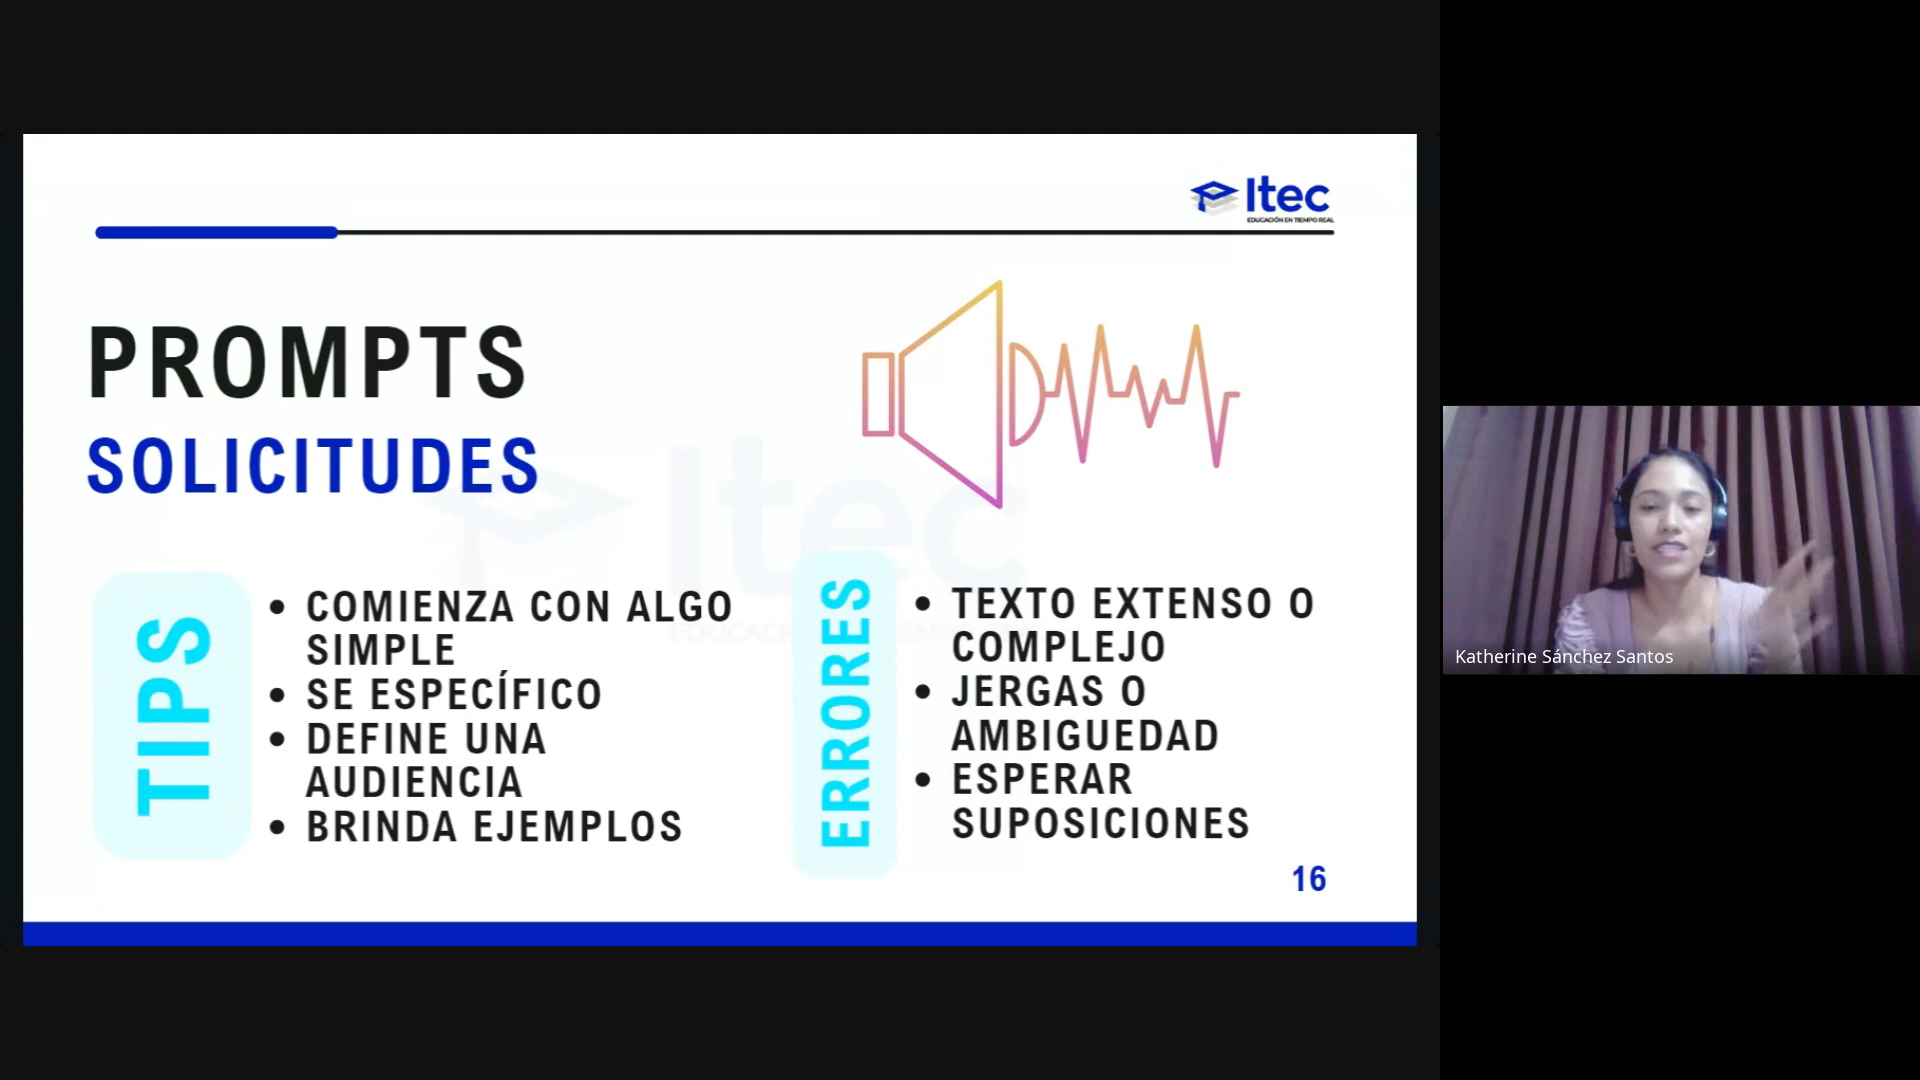 Itec
EDUCACIÓN EN TIEMPO REAL
PROMPTS
SOLICITUDES
Itec
TIPS
COMIENZA CON ALGO
SIMPLE
SE ESPECÍFICO
DEFINE UNA
AUDIENCIA
BRINDA EJEMPLOS
ERRORES
TEXTO EXTENSO O
COMPLEJO
JERGAS O
AMBIGUEDAD
ESPERAR
SUPOSICIONES
16
Katherine Sánchez Santos